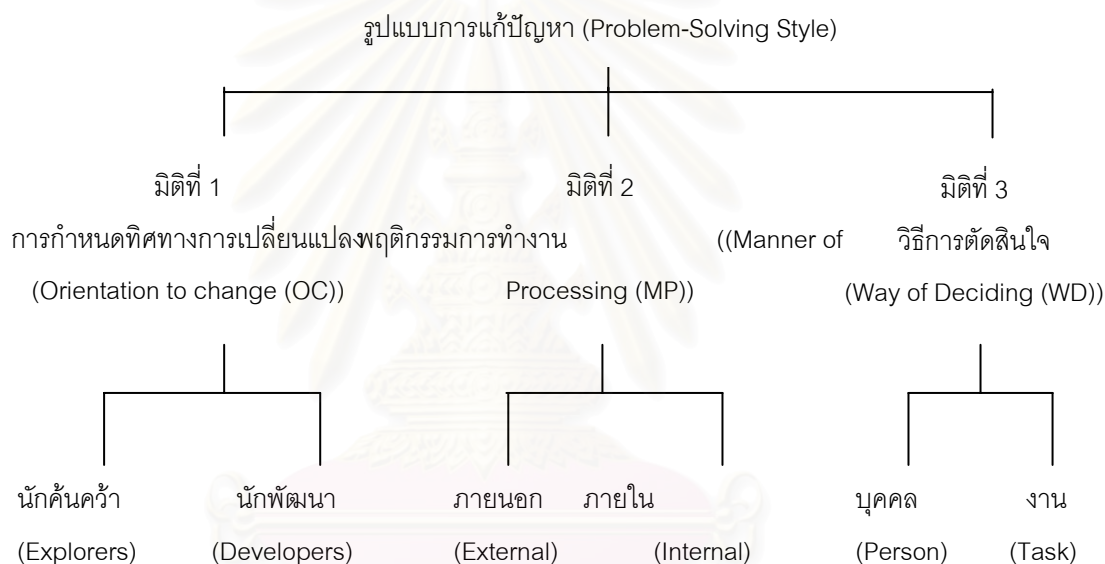 รูปแบบการแก้ปัญหา (Problem-Solving Style)
มิติที่ 1 มิติที่ 2 มิติที่ 3
การกำหนดทิศทางการเปลี่ยนแปลงพฤติกรรมการทำงาน ((Manner of วิธีการตัดสินใจ
(Orientation to change (OC)) Processing (MP)) (Way of Deciding (WD))
นักค้นคว้า นักพัฒนา ภายนอก ภายใน บุคคล งาน
(Explorers) (Developers) (External) (Internal) (Person) (Task)